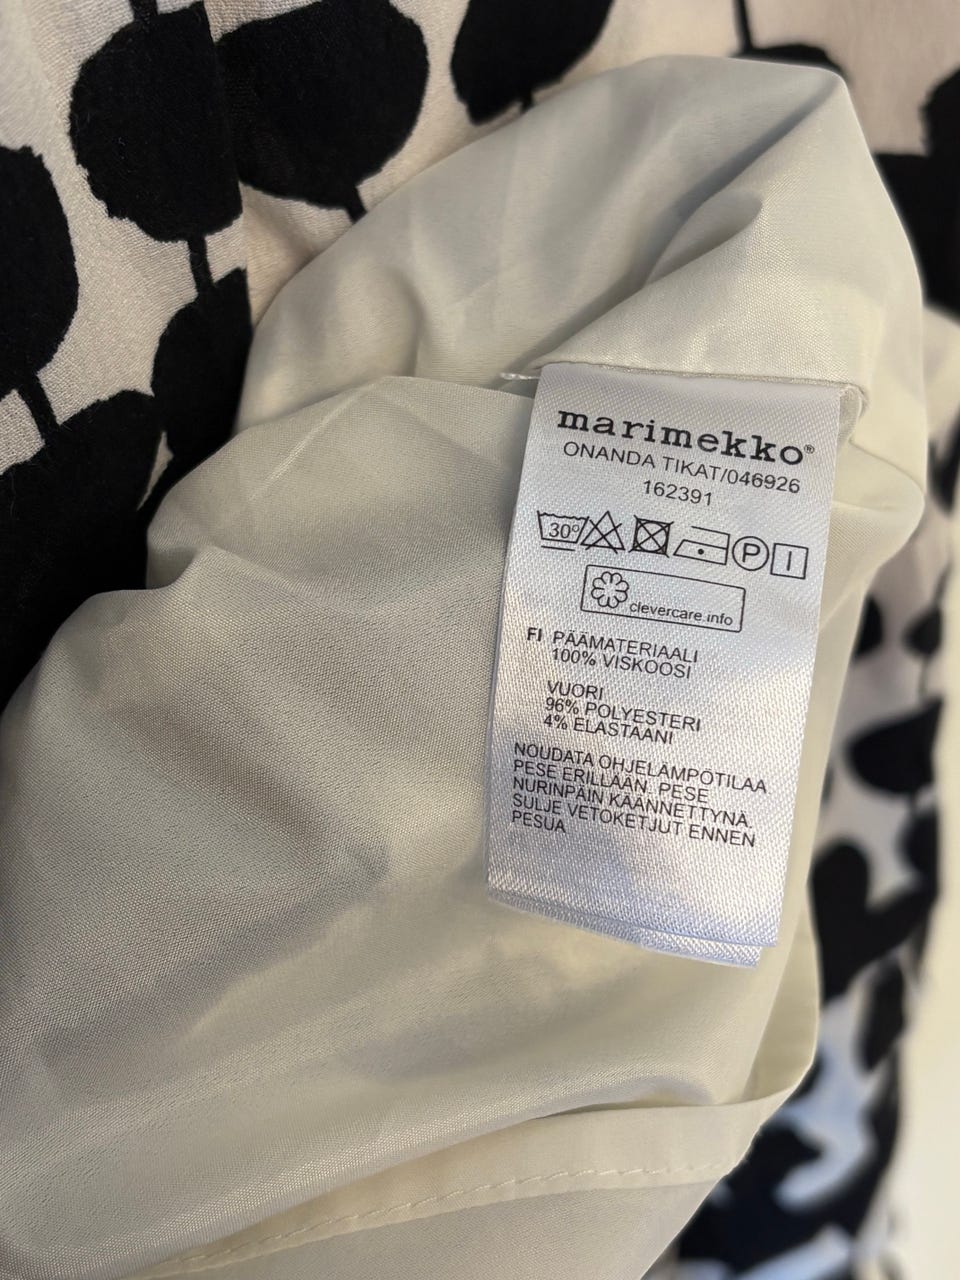 marimekko®
ONANDA TIKAT/046926
162391
30°
P
clevercare.info
FI PÄÄMATERIAALI
100% VISKOOSI
VUORI
96% POLYESTERI
4% ELASTAANI
NOUDATA OHJELÄMPÖTILAA
PESE ERILLÄÄN. PESE
NURINPÄIN KÄÄNNETTYNÄ.
SULJE VETOKETJUT ENNEN
PESUA